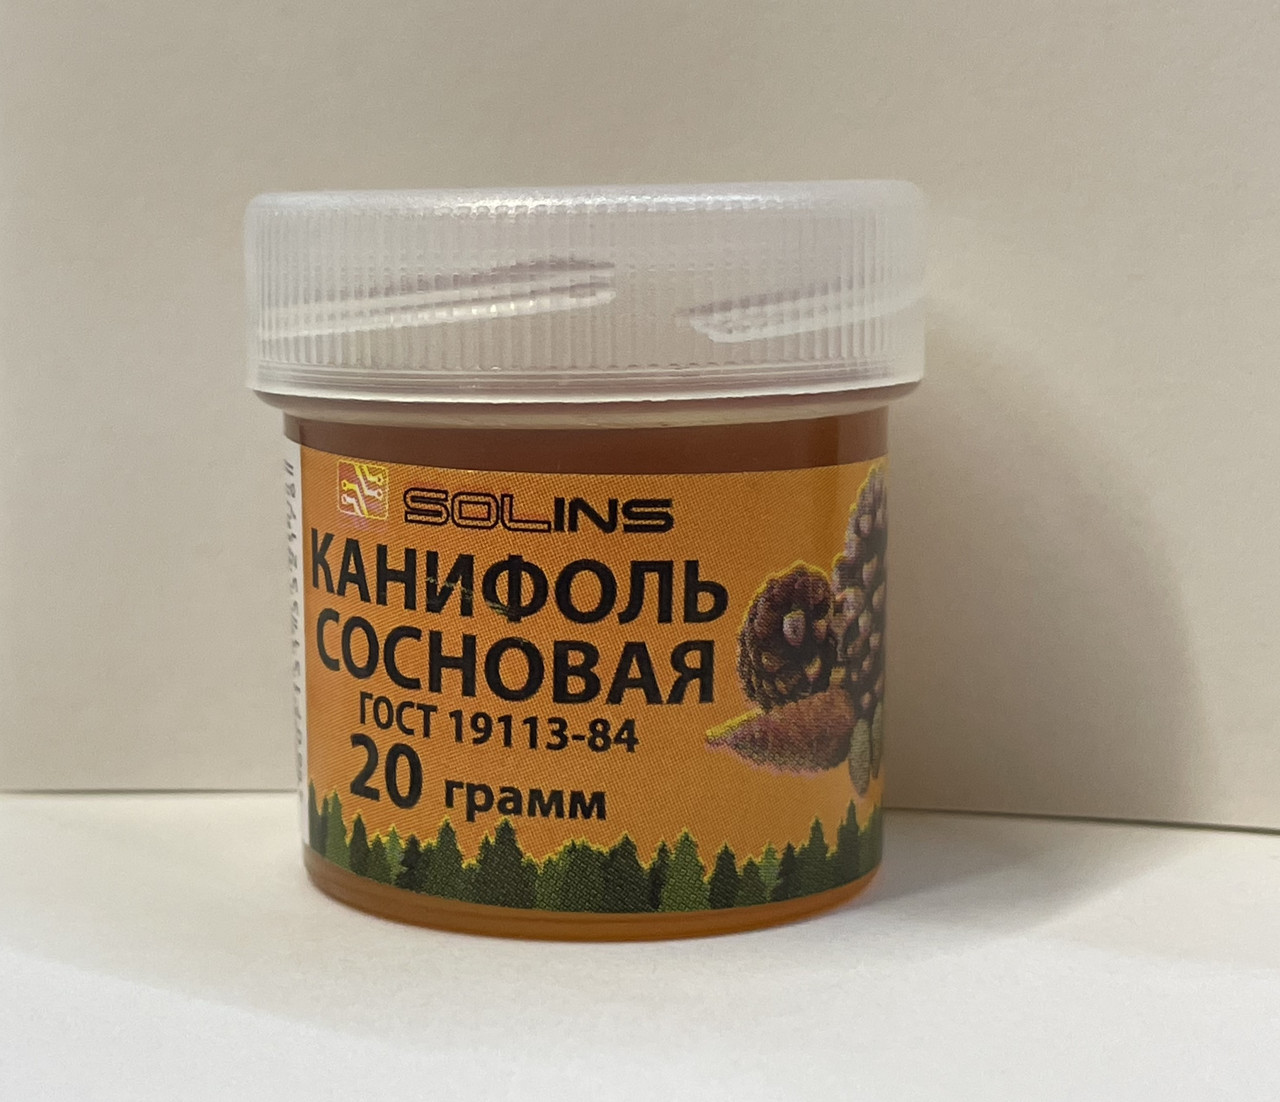 SOLINS
КАНИФОЛЬ
СОСНОВАЯ
ГОСТ 19113-84
20 грамм